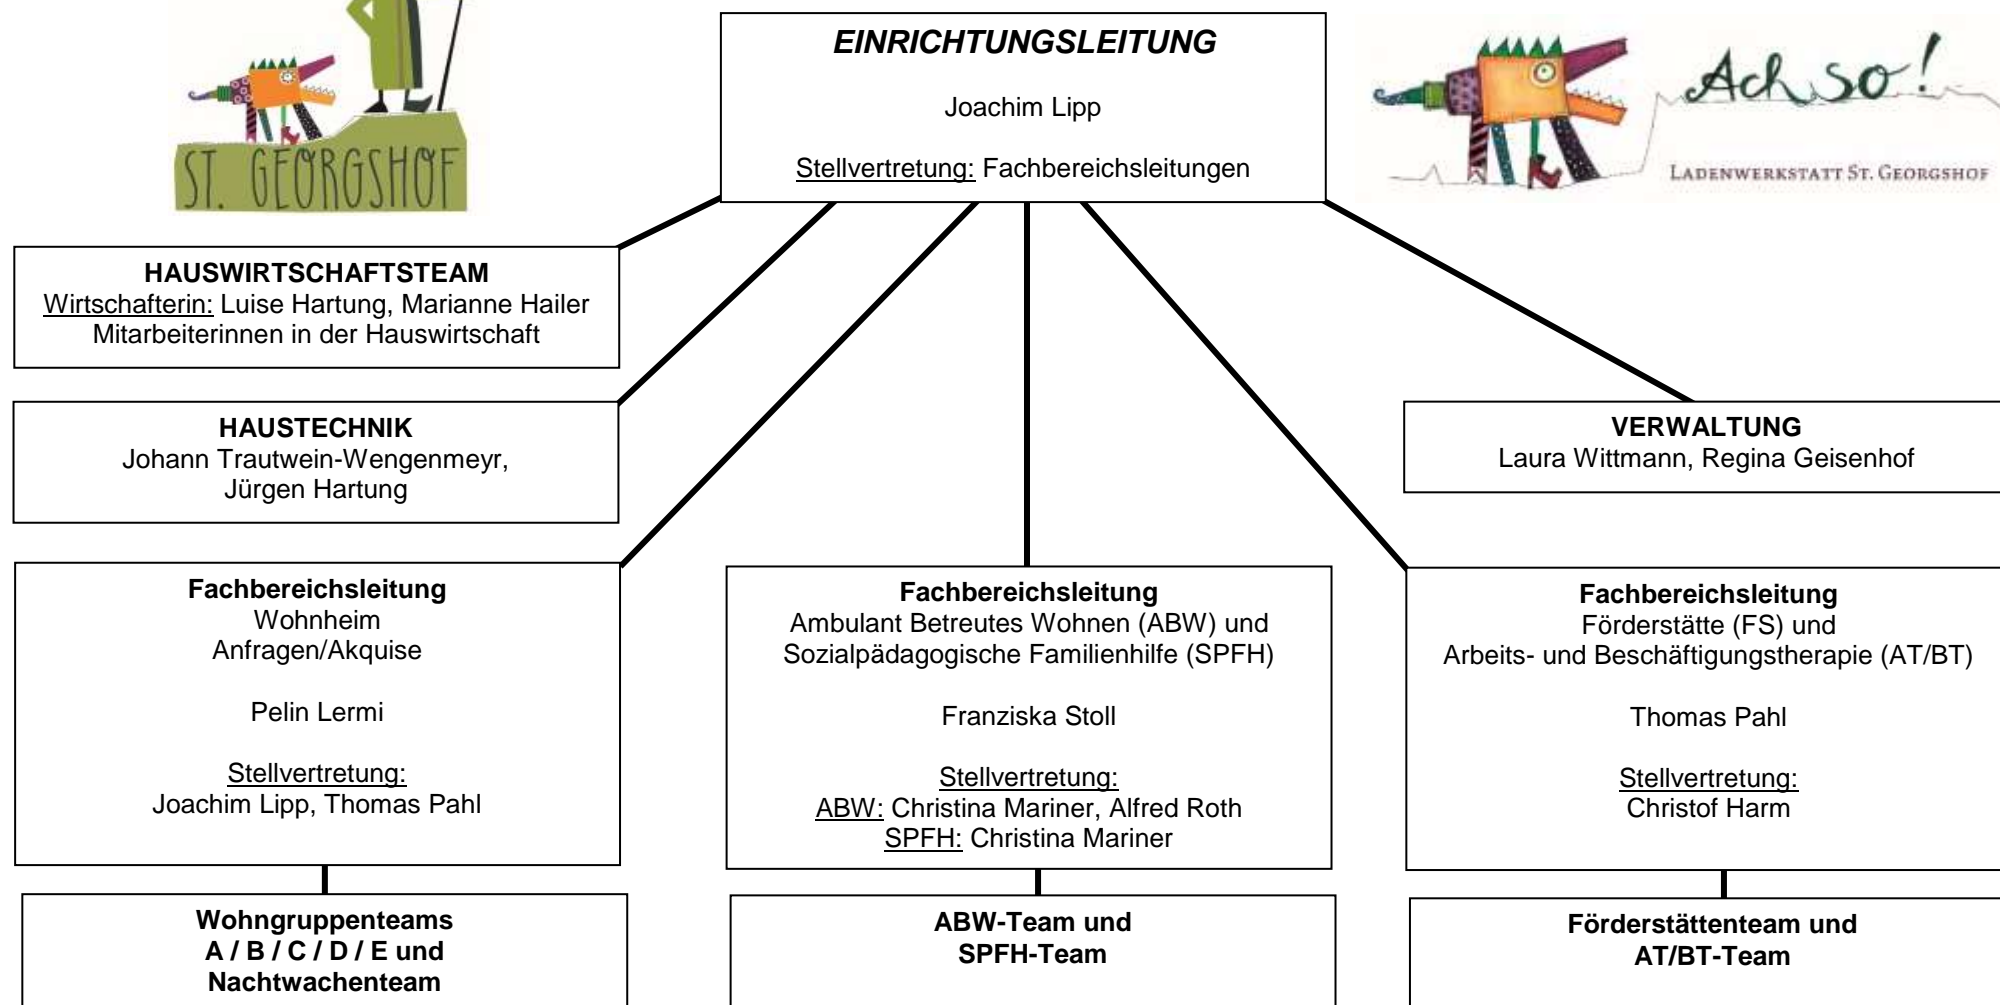 ST. GEORGSHOF
EINRICHTUNGSLEITUNG
Joachim Lipp
Stellvertretung: Fachbereichsleitungen
Ach so!
LADENWERKSTATT ST. GEORGSHOF
HAUSWIRTSCHAFTSTEAM
Wirtschafterin: Luise Hartung, Marianne Hailer
Mitarbeiterinnen in der Hauswirtschaft
HAUSTECHNIK
Johann Trautwein-Wengenmeyr,
Jürgen Hartung
VERWALTUNG
Laura Wittmann, Regina Geisenhof
Fachbereichsleitung
Wohnheim
Anfragen/Akquise
Pelin Lermi
Stellvertretung:
Joachim Lipp, Thomas Pahl
Fachbereichsleitung
Ambulant Betreutes Wohnen (ABW) und
Sozialpädagogische Familienhilfe (SPFH)
Franziska Stoll
Stellvertretung:
ABW: Christina Mariner, Alfred Roth
SPFH: Christina Mariner
Fachbereichsleitung
Förderstätte (FS) und
Arbeits- und Beschäftigungstherapie (AT/BT)
Thomas Pahl
Stellvertretung:
Christof Harm
Wohngruppenteams
A / B / C / D / E und
Nachtwachenteam
ABW-Team und
SPFH-Team
Förderstättenteam und
AT/BT-Team